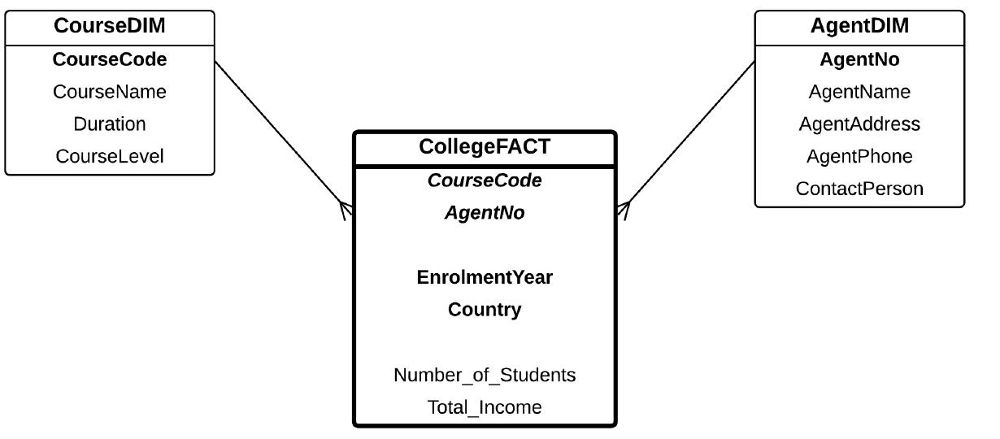 CourseDIM
CourseCode
CourseName
Duration
CourseLevel
AgentDIM
AgentNo
AgentName
AgentAddress
AgentPhone
ContactPerson
CollegeFACT
CourseCode
AgentNo
EnrolmentYear
Country
Number_of_Students
Total_Income